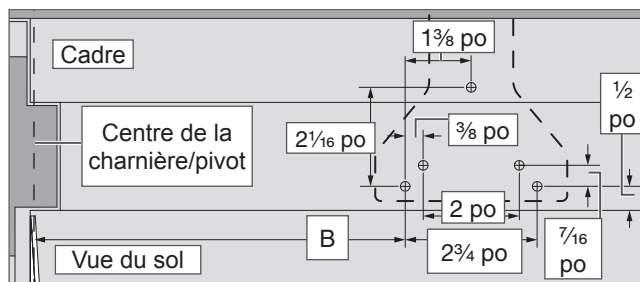 1⅜ po
Cadre
½
po
Centre de la
charnière/pivot
2¹⁄₁₆ po
⅜ po
2 po
B
2¾ po
⁷⁄₁₆
po
Vue du sol